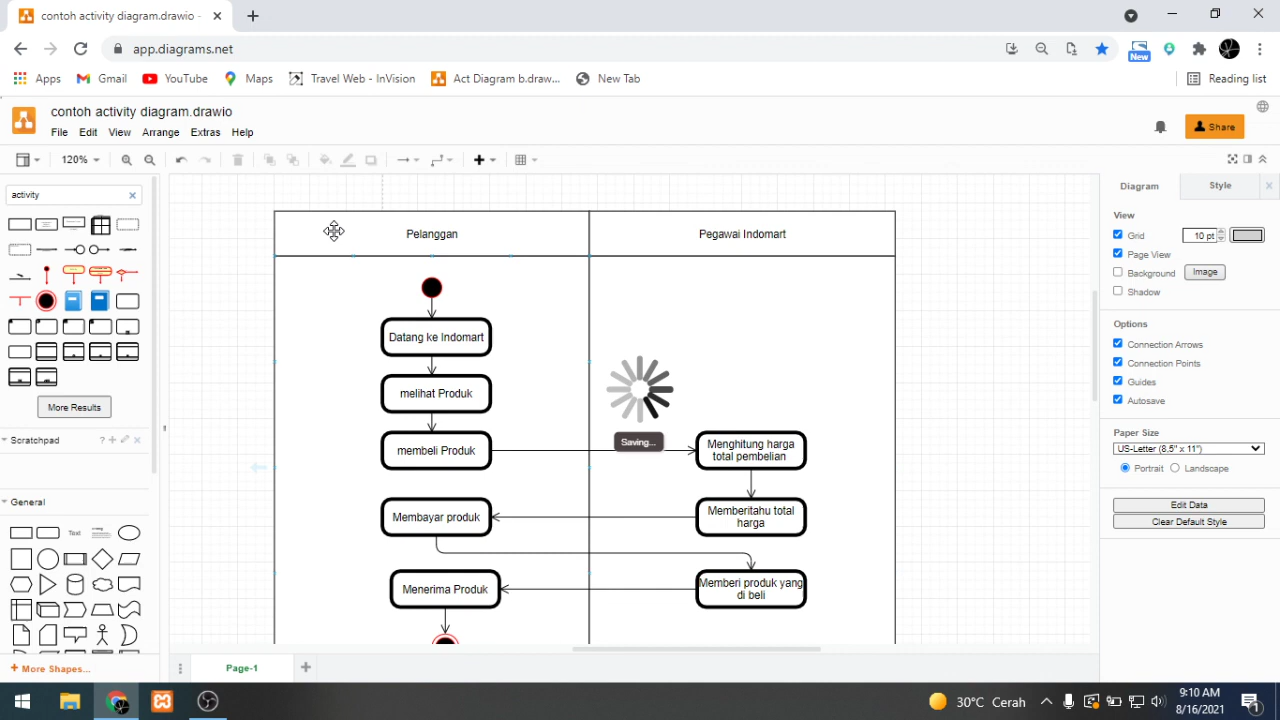 contoh activity diagram.drawio -
app.diagrams.net
New
Apps
Gmail
YouTube
Maps
Travel Web - InVision
Act Diagram b.draw...
New Tab
Reading list
contoh activity diagram.drawio
File Edit View Arrange Extras Help
Share
120%
activity
Diagram
Style
Pelanggan
Pegawai Indomart
View
Grid
10 pt
Page View
Background
Image
Shadow
Datang ke Indomart
Options
Connection Arrows
Connection Points
Guides
Autosave
melihat Produk
More Results
Scratchpad
Saving...
membeli Produk
Menghitung harga
total pembelian
Paper Size
US-Letter (8,5" x 11")
Portrait
Landscape
General
Text
Membayar produk
Memberitahu total
harga
Edit Data
Clear Default Style
Menerima Produk
Memberi produk yang
di beli
More Shapes...
Page-1
30°C Cerah
9:10 AM
8/16/2021
1